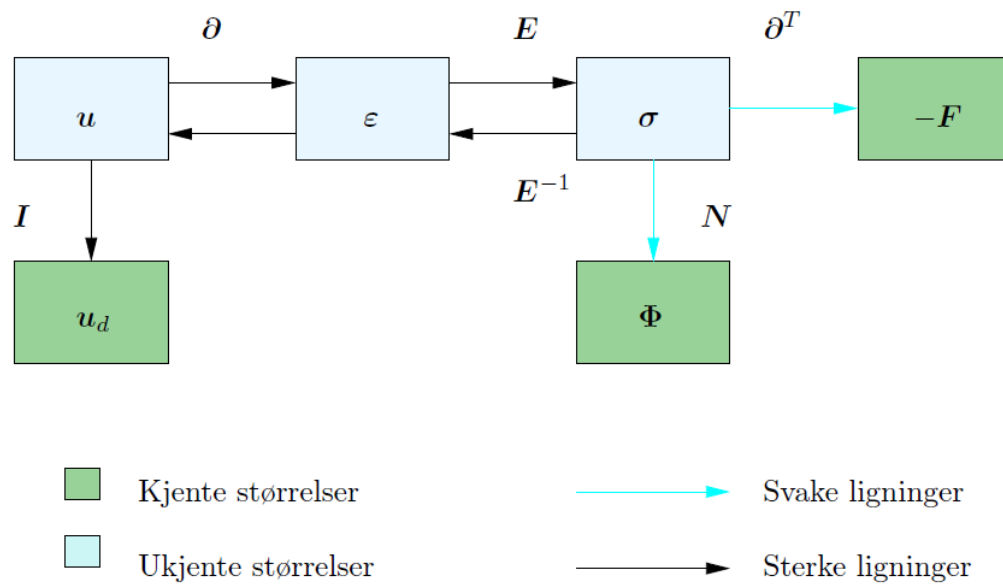 ∂ E ∂ᵀ
u ε σ −F
I E⁻¹ N
u_d Φ
Kjente størrelser Svake ligninger
Ukjente størrelser Sterke ligninger